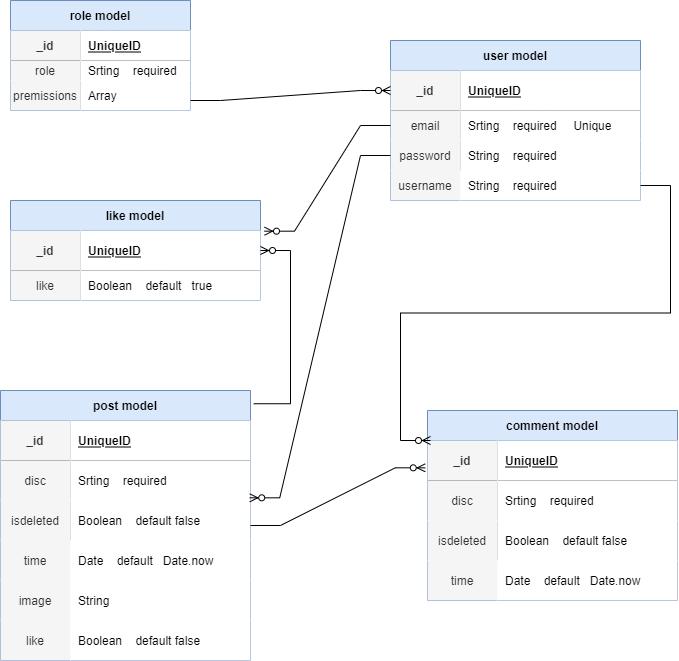 role model
_id UniqueID
role Srting required
premissions Array
user model
_id UniqueID
email Srting required Unique
password String required
username String required
like model
_id UniqueID
like Boolean default true
post model
_id UniqueID
disc Srting required
isdeleted Boolean default false
time Date default Date.now
image String
like Boolean default false
comment model
_id UniqueID
disc Srting required
isdeleted Boolean default false
time Date default Date.now